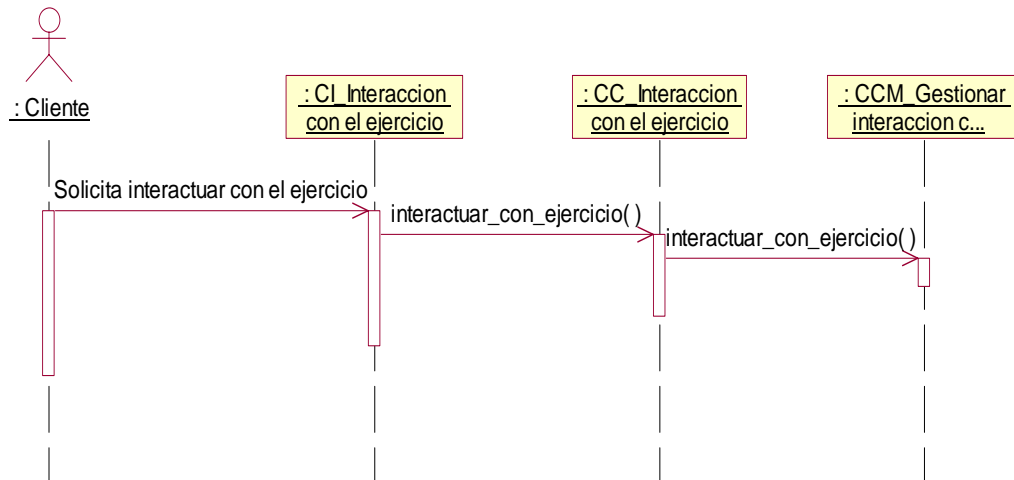 : Cliente
: CI_Interaccion
con el ejercicio
: CC_Interaccion
con el ejercicio
: CCM_Gestionar
interaccion c...
Solicita interactuar con el ejercicio
interactuar_con_ejercicio( )
interactuar_con_ejercicio( )